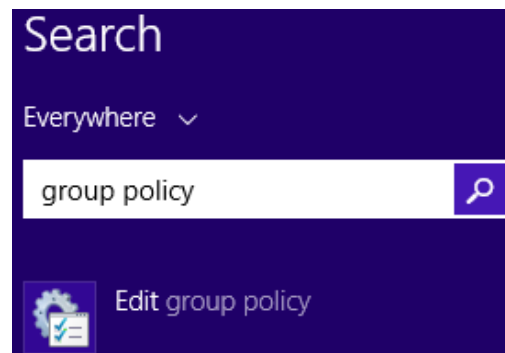 Search
Everywhere
group policy
Edit group policy